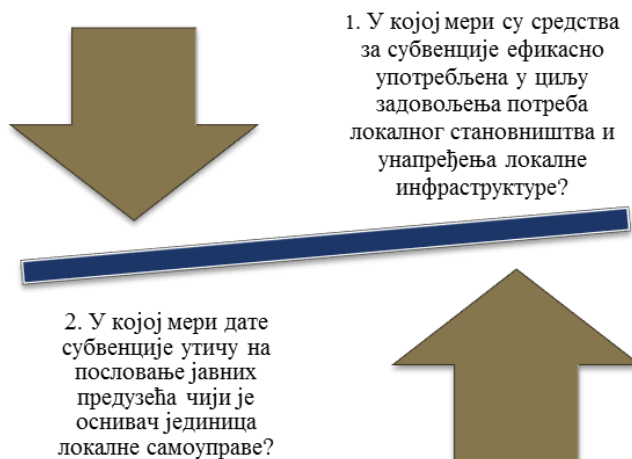 1. У којој мери су средства
за субвенције ефикасно
употребљена у циљу
задовољења потреба
локалног становништва и
унапређења локалне
инфраструктуре?
2. У којој мери дате
субвенције утичу на
пословање јавних
предузећа чији је
оснивач јединица
локалне самоуправе?